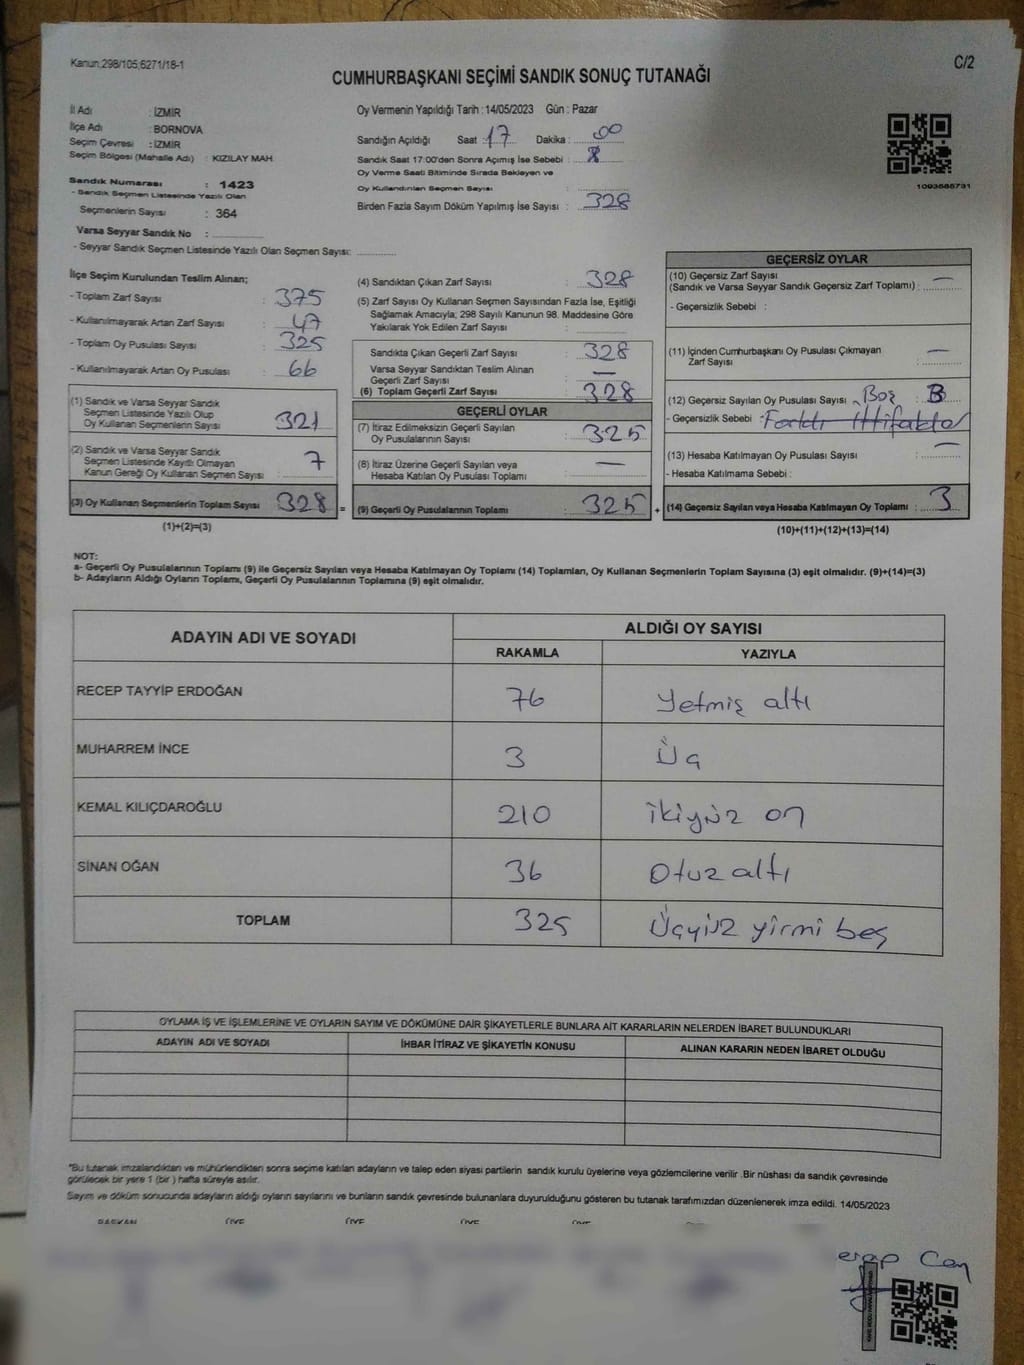 Kanun:298/105;6271/18-1
C/2
CUMHURBAŞKANI SEÇİMİ SANDIK SONUÇ TUTANAĞI
İl Adı : İZMİR
İlçe Adı : BORNOVA
Seçim Çevresi : İZMİR
Seçim Bölgesi (Mahalle Adı) : KIZILAY MAH.
Sandık Numarası : 1423
- Sandık Seçmen Listesinde Yazılı Olan
Seçmenlerin Sayısı : 364
Varsa Seyyar Sandık No :
- Seyyar Sandık Seçmen Listesinde Yazılı Olan Seçmen Sayısı:
Oy Vermenin Yapıldığı Tarih : 14/05/2023 Gün : Pazar
Sandığın Açıldığı Saat : 17 Dakika : 00
Sandık Saat 17:00'den Sonra Açımış İse Sebebi :
Oy Verme Saati Bitiminde Sırada Bekleyen ve
Oy Kullandırılan Seçmen Sayısı :
Birden Fazla Sayım Döküm Yapılmış İse Sayısı : 328
1093585731
İlçe Seçim Kurulundan Teslim Alınan;
- Toplam Zarf Sayısı : 375
- Kullanılmayarak Artan Zarf Sayısı : 47
- Toplam Oy Pusulası Sayısı : 325
- Kullanılmayarak Artan Oy Pusulası : 66
(1) Sandık ve Varsa Seyyar Sandık
Seçmen Listesinde Yazılı Olup
Oy Kullanan Seçmenlerin Sayısı : 321
(2) Sandık ve Varsa Seyyar Sandık
Seçmen Listesinde Kayıtlı Olmayan
Kanun Gereği Oy Kullanan Seçmen Sayısı : 7
(3) Oy Kullanan Seçmenlerin Toplam Sayısı : 328
(1)+(2)=(3)
(4) Sandıktan Çıkan Zarf Sayısı : 328
(5) Zarf Sayısı Oy Kullanan Seçmen Sayısından Fazla İse, Eşitliği
Sağlamak Amacıyla; 298 Sayılı Kanunun 98. Maddesine Göre
Yakılarak Yok Edilen Zarf Sayısı :
Sandıkta Çıkan Geçerli Zarf Sayısı : 328
Varsa Seyyar Sandıktan Teslim Alınan
Geçerli Zarf Sayısı : —
(6) Toplam Geçerli Zarf Sayısı : 328
GEÇERLİ OYLAR
(7) İtiraz Edilmeksizin Geçerli Sayılan
Oy Pusulalarının Sayısı : 325
(8) İtiraz Üzerine Geçerli Sayılan veya
Hesaba Katılan Oy Pusulası Toplamı : —
= (9) Geçerli Oy Pusulalarının Toplamı : 325
GEÇERSİZ OYLAR
(10) Geçersiz Zarf Sayısı
(Sandık ve Varsa Seyyar Sandık Geçersiz Zarf Toplamı) : —
- Geçersizlik Sebebi :
(11) İçinden Cumhurbaşkanı Oy Pusulası Çıkmayan
Zarf Sayısı : —
(12) Geçersiz Sayılan Oy Pusulası Sayısı Boş : 3
- Geçersizlik Sebebi :
(13) Hesaba Katılmayan Oy Pusulası Sayısı : —
- Hesaba Katılmama Sebebi :
+ (14) Geçersiz Sayılan veya Hesaba Katılmayan Oy Toplamı : 3
(10)+(11)+(12)+(13)=(14)
NOT:
a- Geçerli Oy Pusulalarının Toplamı (9) ile Geçersiz Sayılan veya Hesaba Katılmayan Oy Toplamı (14) Toplamları, Oy Kullanan Seçmenlerin Toplam Sayısına (3) eşit olmalıdır. (9)+(14)=(3)
b- Adayların Aldığı Oyların Toplamı, Geçerli Oy Pusulalarının Toplamına (9) eşit olmalıdır.
ADAYIN ADI VE SOYADI ALDIĞI OY SAYISI
RAKAMLA YAZIYLA
RECEP TAYYİP ERDOĞAN 76 yetmiş altı
MUHARREM İNCE 3 Üç
KEMAL KILIÇDAROĞLU 210 ikiyüz on
SİNAN OĞAN 36 Otuz altı
TOPLAM 325 Üçyüz yirmi beş
OYLAMA İŞ VE İŞLEMLERİNE VE OYLARIN SAYIM VE DÖKÜMÜNE DAİR ŞİKAYETLERLE BUNLARA AİT KARARLARIN NELERDEN İBARET BULUNDUKLARI
ADAYIN ADI VE SOYADI İHBAR İTİRAZ VE ŞİKAYETİN KONUSU ALINAN KARARIN NEDEN İBARET OLDUĞU
"Bu tutanak imzalandıktan ve mühürlendikten sonra seçime katılan adayların ve talep eden siyasi partilerin sandık kurulu üyelerine veya gözlemcilerine verilir .Bir nüshası da sandık çevresinde
görülecek bir yere 1 (bir ) hafta süreyle asılır.
Sayım ve döküm sonucunda adayların aldığı oyların sayılarını ve bunların sandık çevresinde bulunanlara duyurulduğunu gösteren bu tutanak tarafımızdan düzenlenerek imza edildi. 14/05/2023
BAŞKAN ÜYE ÜYE ÜYE ÜYE